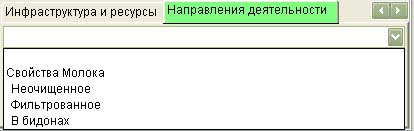 Инфраструктура и ресурсы Направления деятельности
Свойства Молока
Неочищенное
Фильтрованное
В бидонах